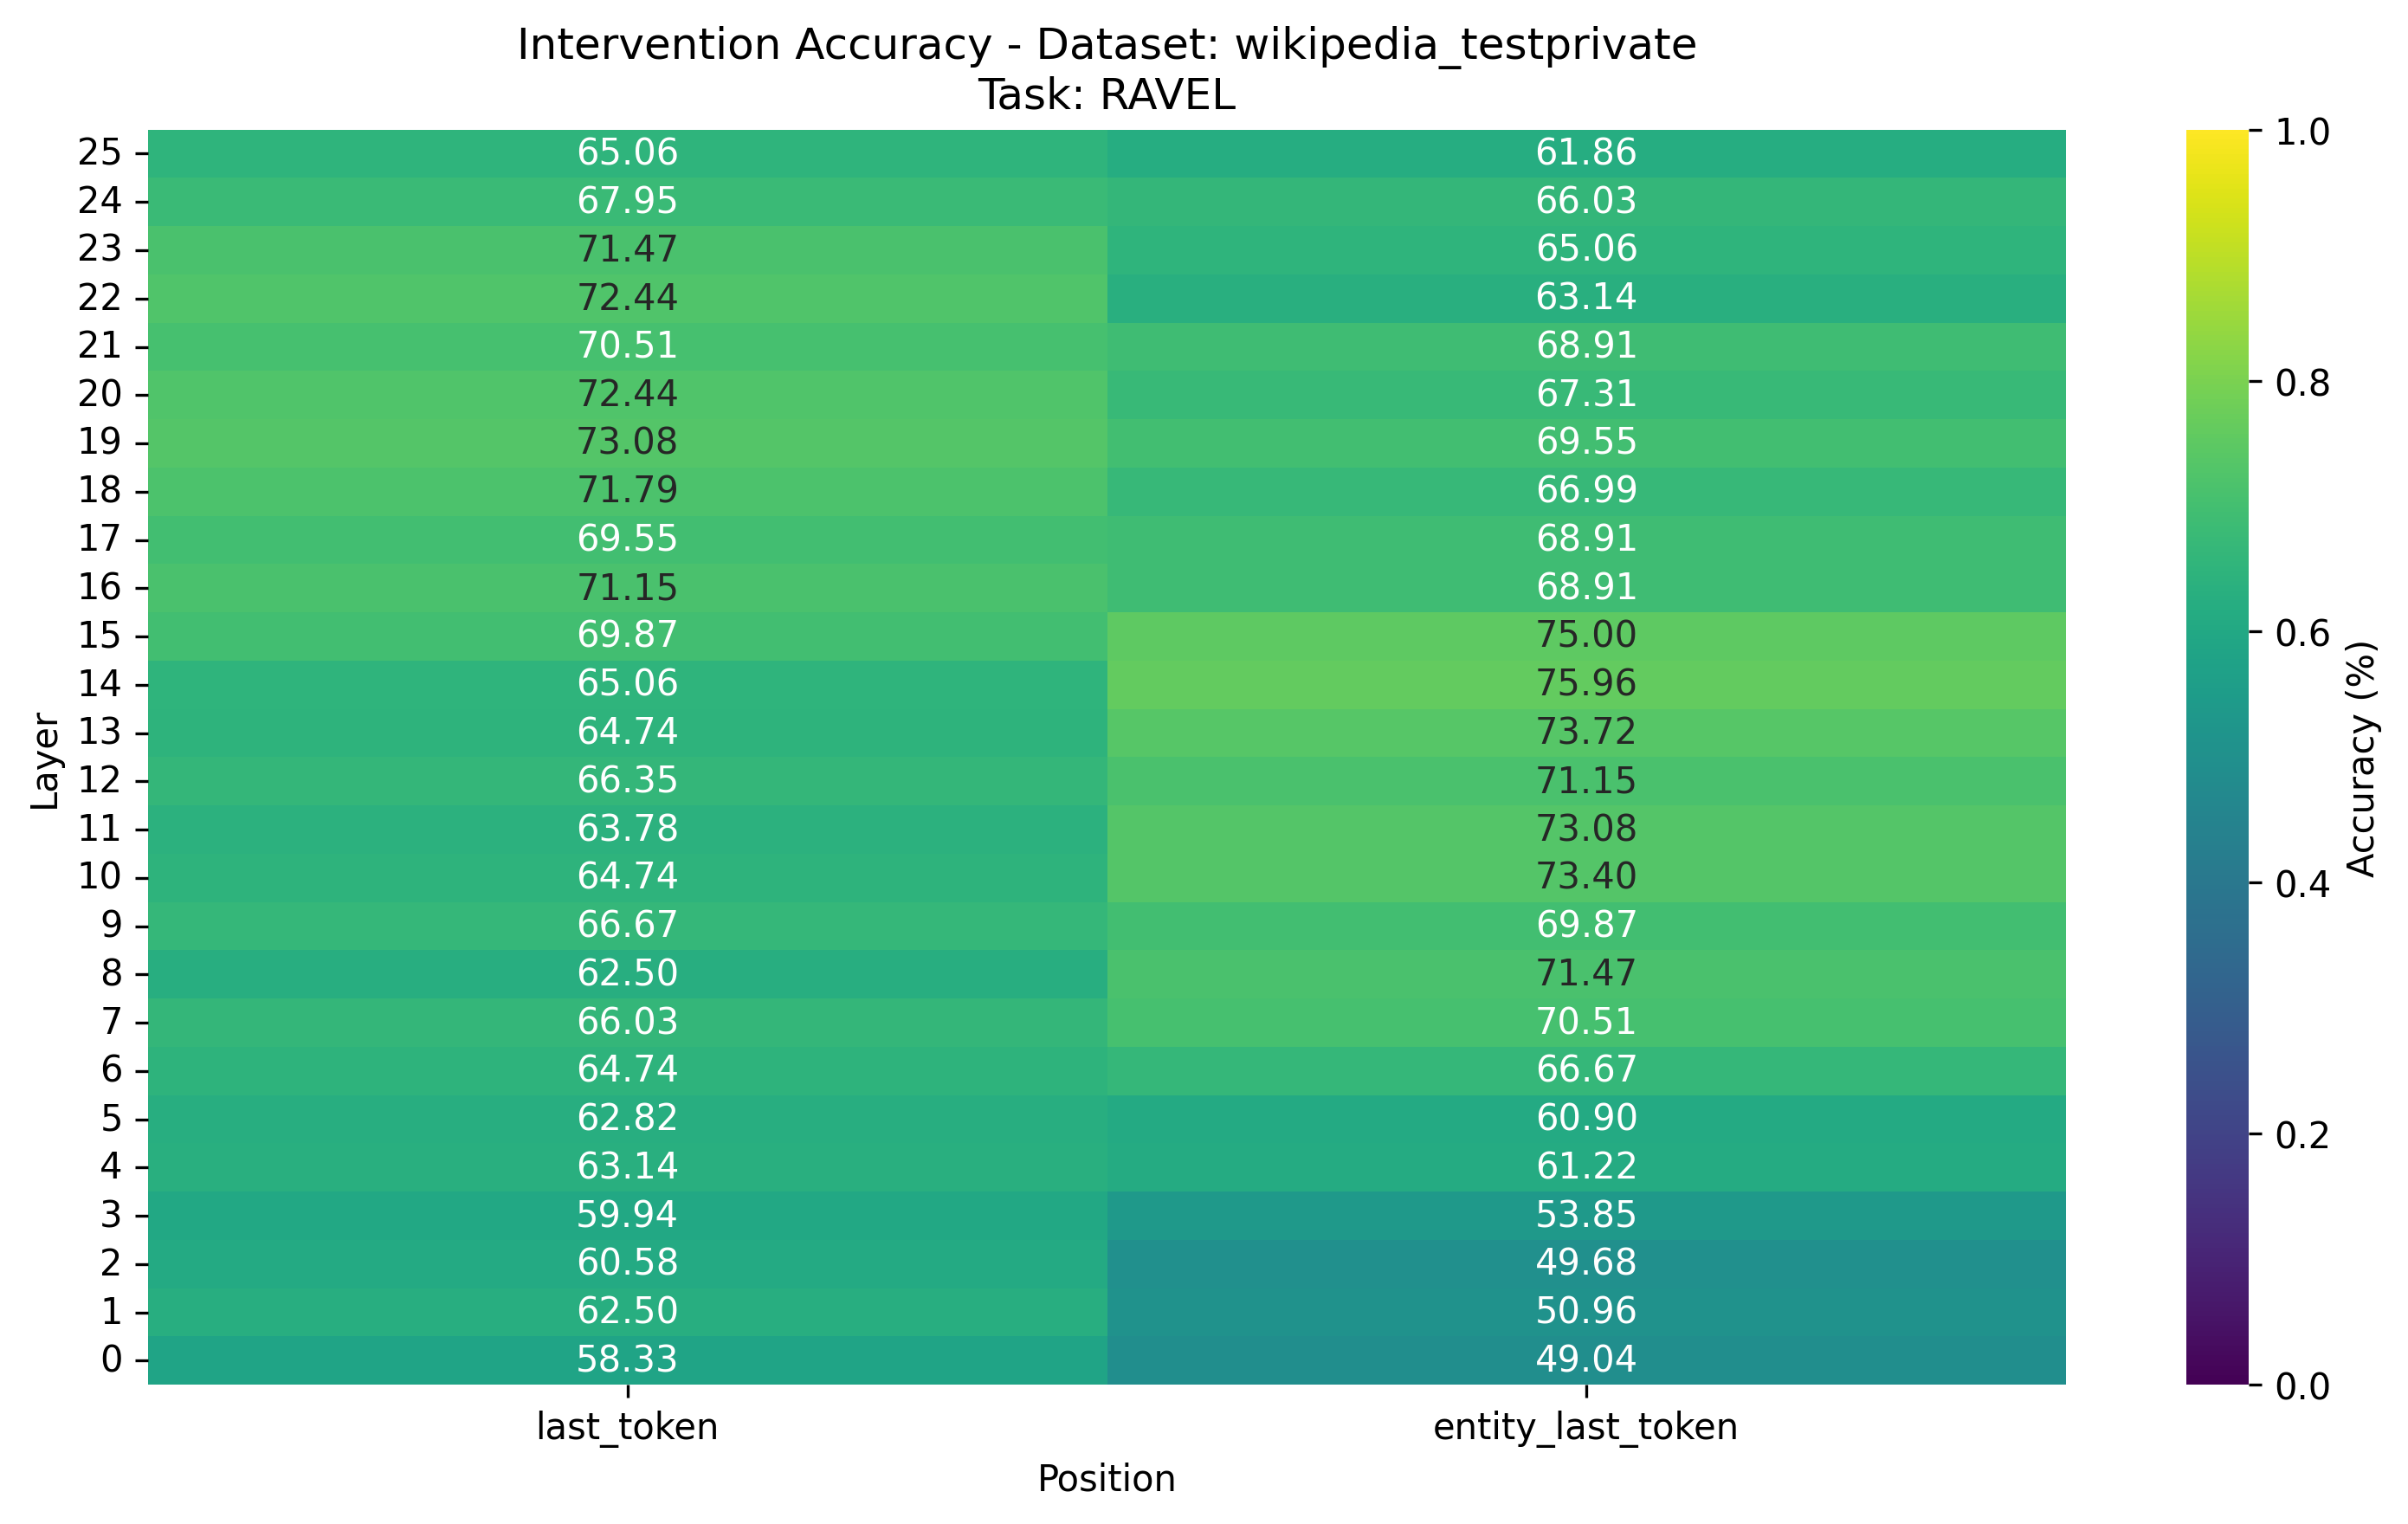 Intervention Accuracy - Dataset: wikipedia_testprivate
Task: RAVEL
25 65.06 61.86
24 67.95 66.03
23 71.47 65.06
22 72.44 63.14
21 70.51 68.91
20 72.44 67.31
19 73.08 69.55
18 71.79 66.99
17 69.55 68.91
16 71.15 68.91
15 69.87 75.00
14 65.06 75.96
13 64.74 73.72
12 66.35 71.15
11 63.78 73.08
10 64.74 73.40
9 66.67 69.87
8 62.50 71.47
7 66.03 70.51
6 64.74 66.67
5 62.82 60.90
4 63.14 61.22
3 59.94 53.85
2 60.58 49.68
1 62.50 50.96
0 58.33 49.04
last_token entity_last_token
Position
Layer
1.0
0.8
0.6
0.4
0.2
0.0
Accuracy (%)